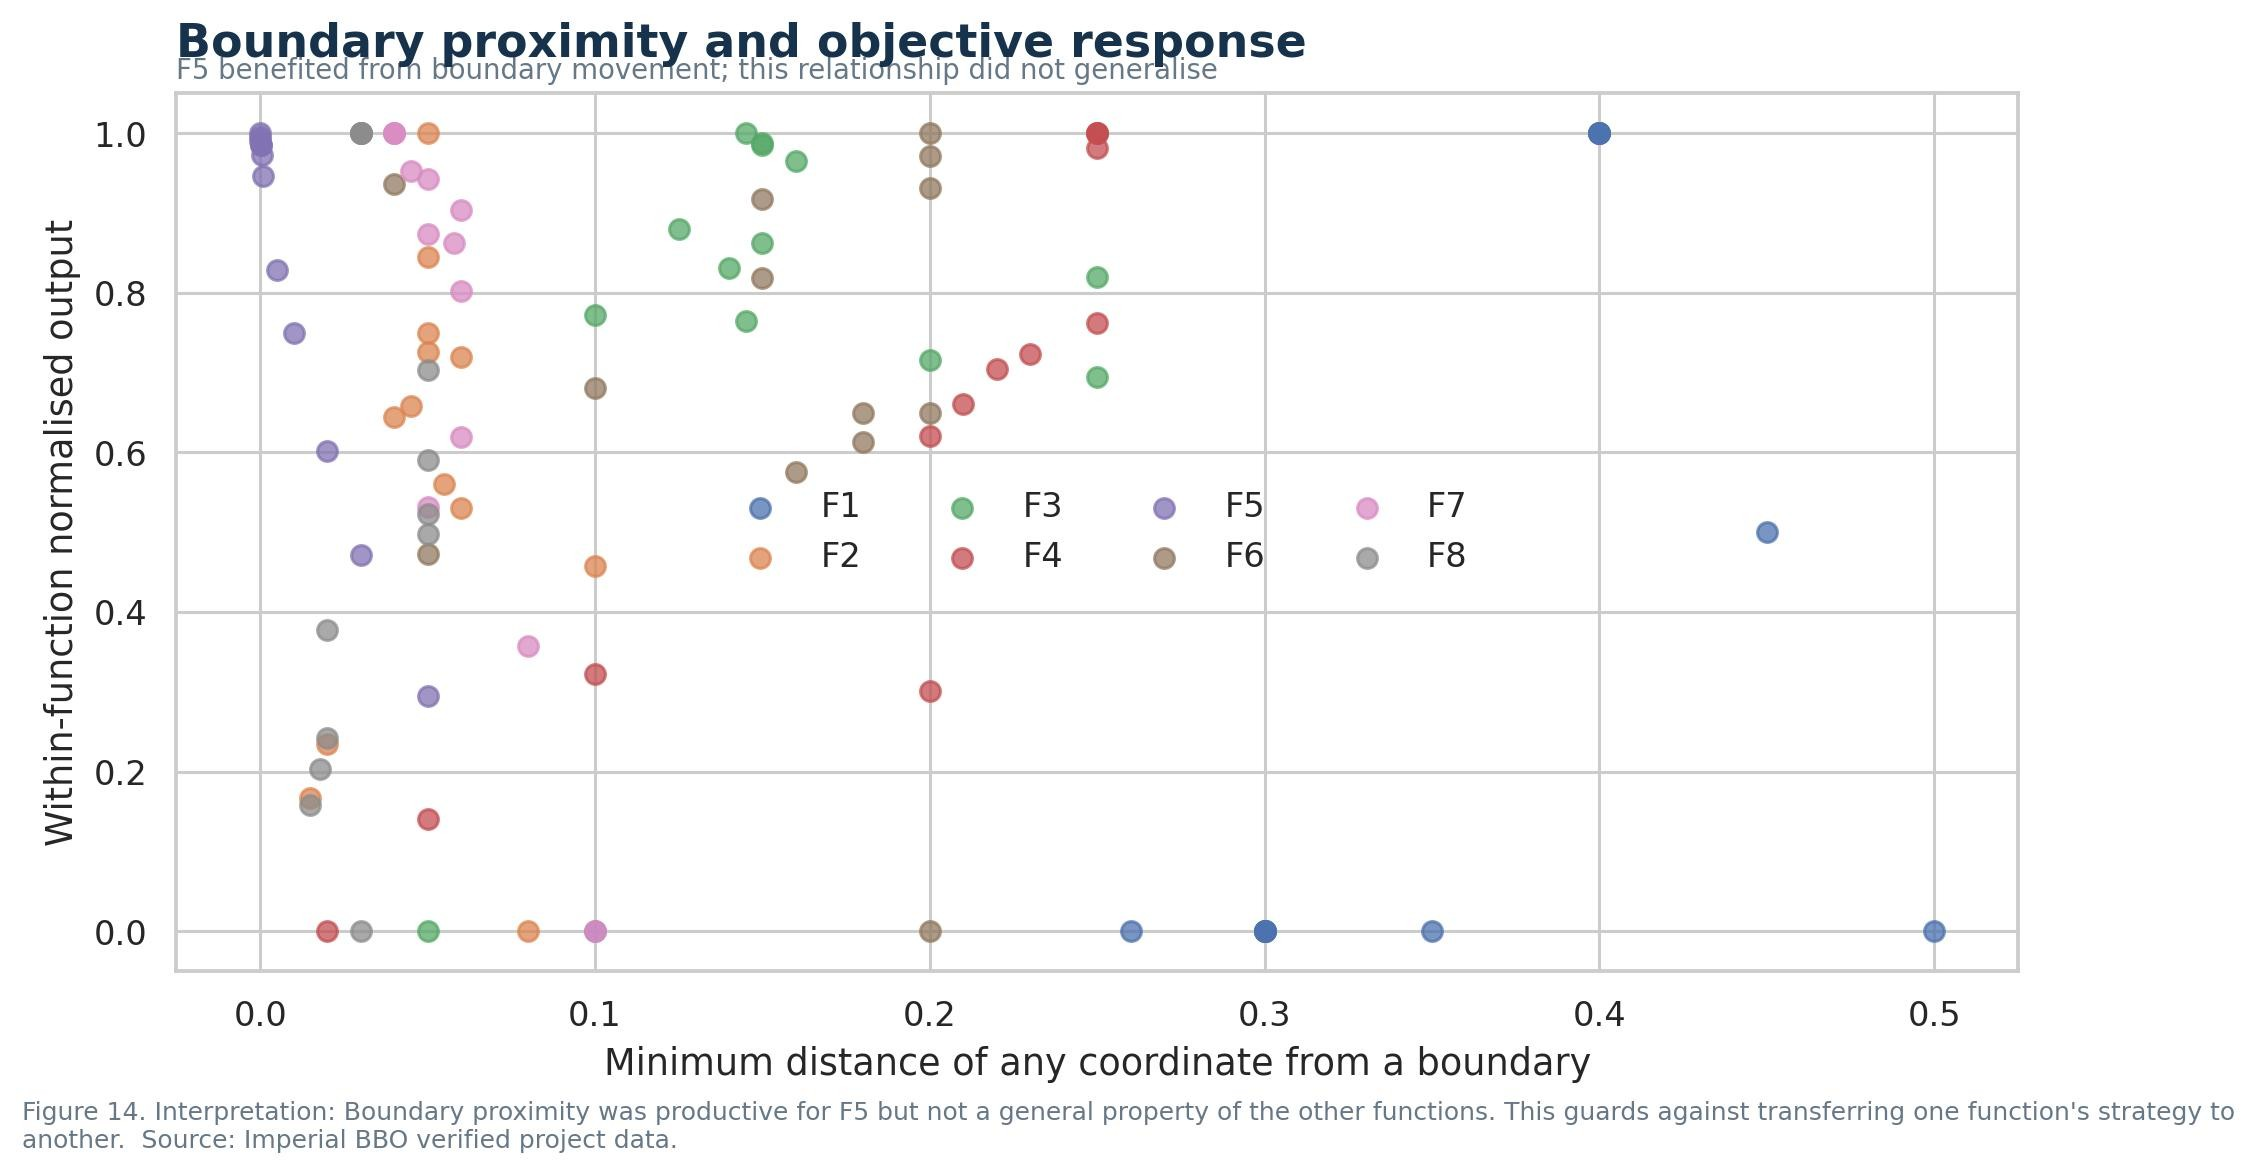 Boundary proximity and objective response
F5 benefited from boundary movement; this relationship did not generalise
Within-function normalised output
1.0
0.8
0.6
0.4
0.2
0.0
F1 F3 F5 F7
F2 F4 F6 F8
0.0 0.1 0.2 0.3 0.4 0.5
Minimum distance of any coordinate from a boundary
Figure 14. Interpretation: Boundary proximity was productive for F5 but not a general property of the other functions. This guards against transferring one function's strategy to
another.  Source: Imperial BBO verified project data.